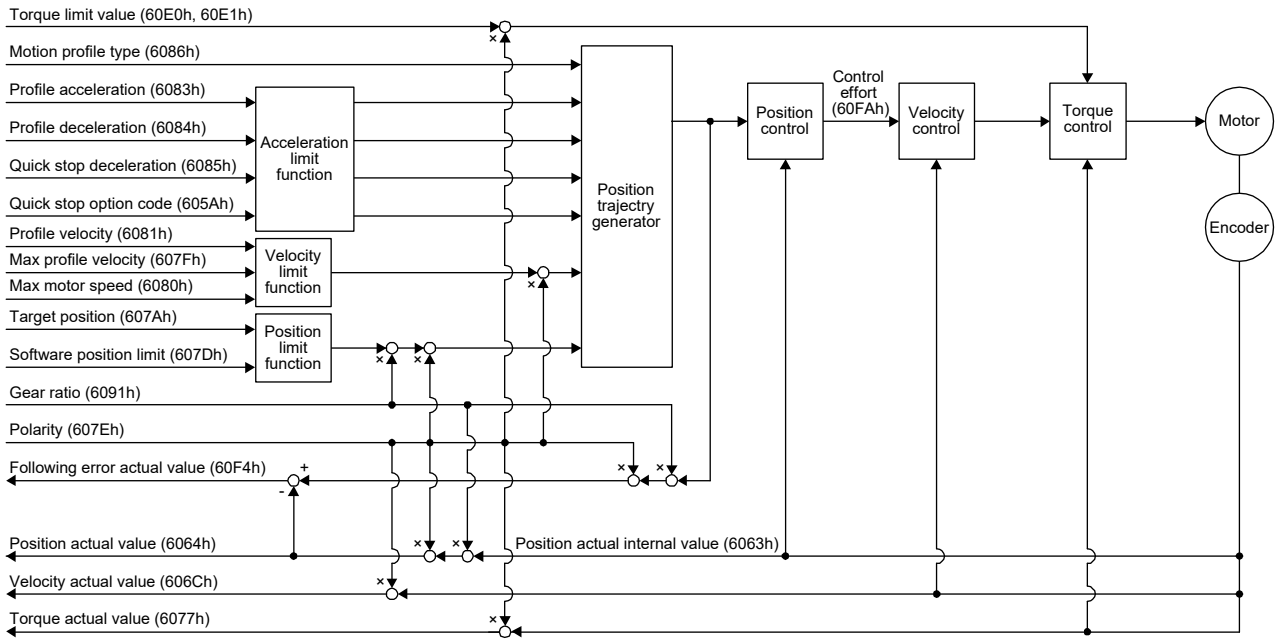 Torque limit value (60E0h, 60E1h)
×
Motion profile type (6086h)
Profile acceleration (6083h)
Profile deceleration (6084h)
Quick stop deceleration (6085h)
Quick stop option code (605Ah)
Acceleration
limit
function
Profile velocity (6081h)
Max profile velocity (607Fh)
Max motor speed (6080h)
Velocity
limit
function
×
Target position (607Ah)
Software position limit (607Dh)
Position
limit
function
×
×
Position
trajectry
generator
Position
control
Control
effort
(60FAh)
Velocity
control
Torque
control
Motor
Encoder
Gear ratio (6091h)
Polarity (607Eh)
Following error actual value (60F4h)
+
-
×
×
Position actual value (6064h)
×
×
Position actual internal value (6063h)
Velocity actual value (606Ch)
×
Torque actual value (6077h)
×